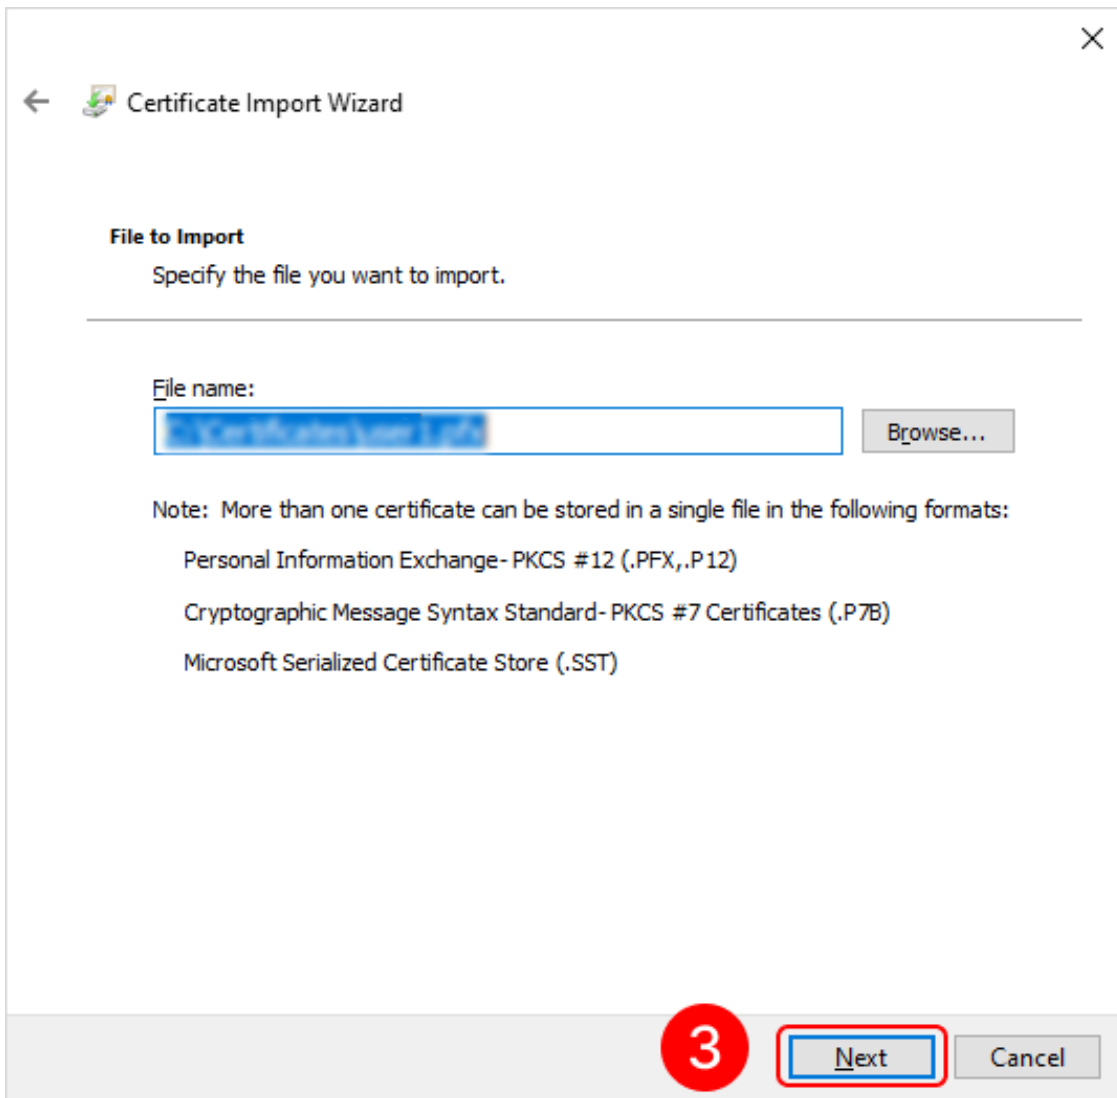 Certificate Import Wizard
File to Import
Specify the file you want to import.
File name:
Browse...
Note: More than one certificate can be stored in a single file in the following formats:
Personal Information Exchange- PKCS #12 (.PFX,.P12)
Cryptographic Message Syntax Standard- PKCS #7 Certificates (.P7B)
Microsoft Serialized Certificate Store (.SST)
3
Next
Cancel